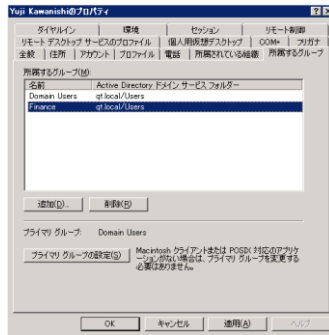 Yuji Kawanishiのプロパティ
ダイヤルイン 環境 セッション リモート制御
リモート デスクトップ サービスのプロファイル 個人用仮想デスクトップ COM+ フリガナ
全般 住所 アカウント プロファイル 電話 所属されている組織 所属するグループ
所属するグループ(M):
名前 Active Directory ドメイン サービス フォルダー
Domain Users qt.local/Users
Finance qt.local/Users
追加(D)... 削除(R)
プライマリ グループ: Domain Users
プライマリ グループの設定(S)
Macintosh クライアントまたは POSIX 対応のアプリケ
ーションがない場合は、プライマリ グループを変更する
必要はありません。
OK キャンセル 適用(A) ヘルプ